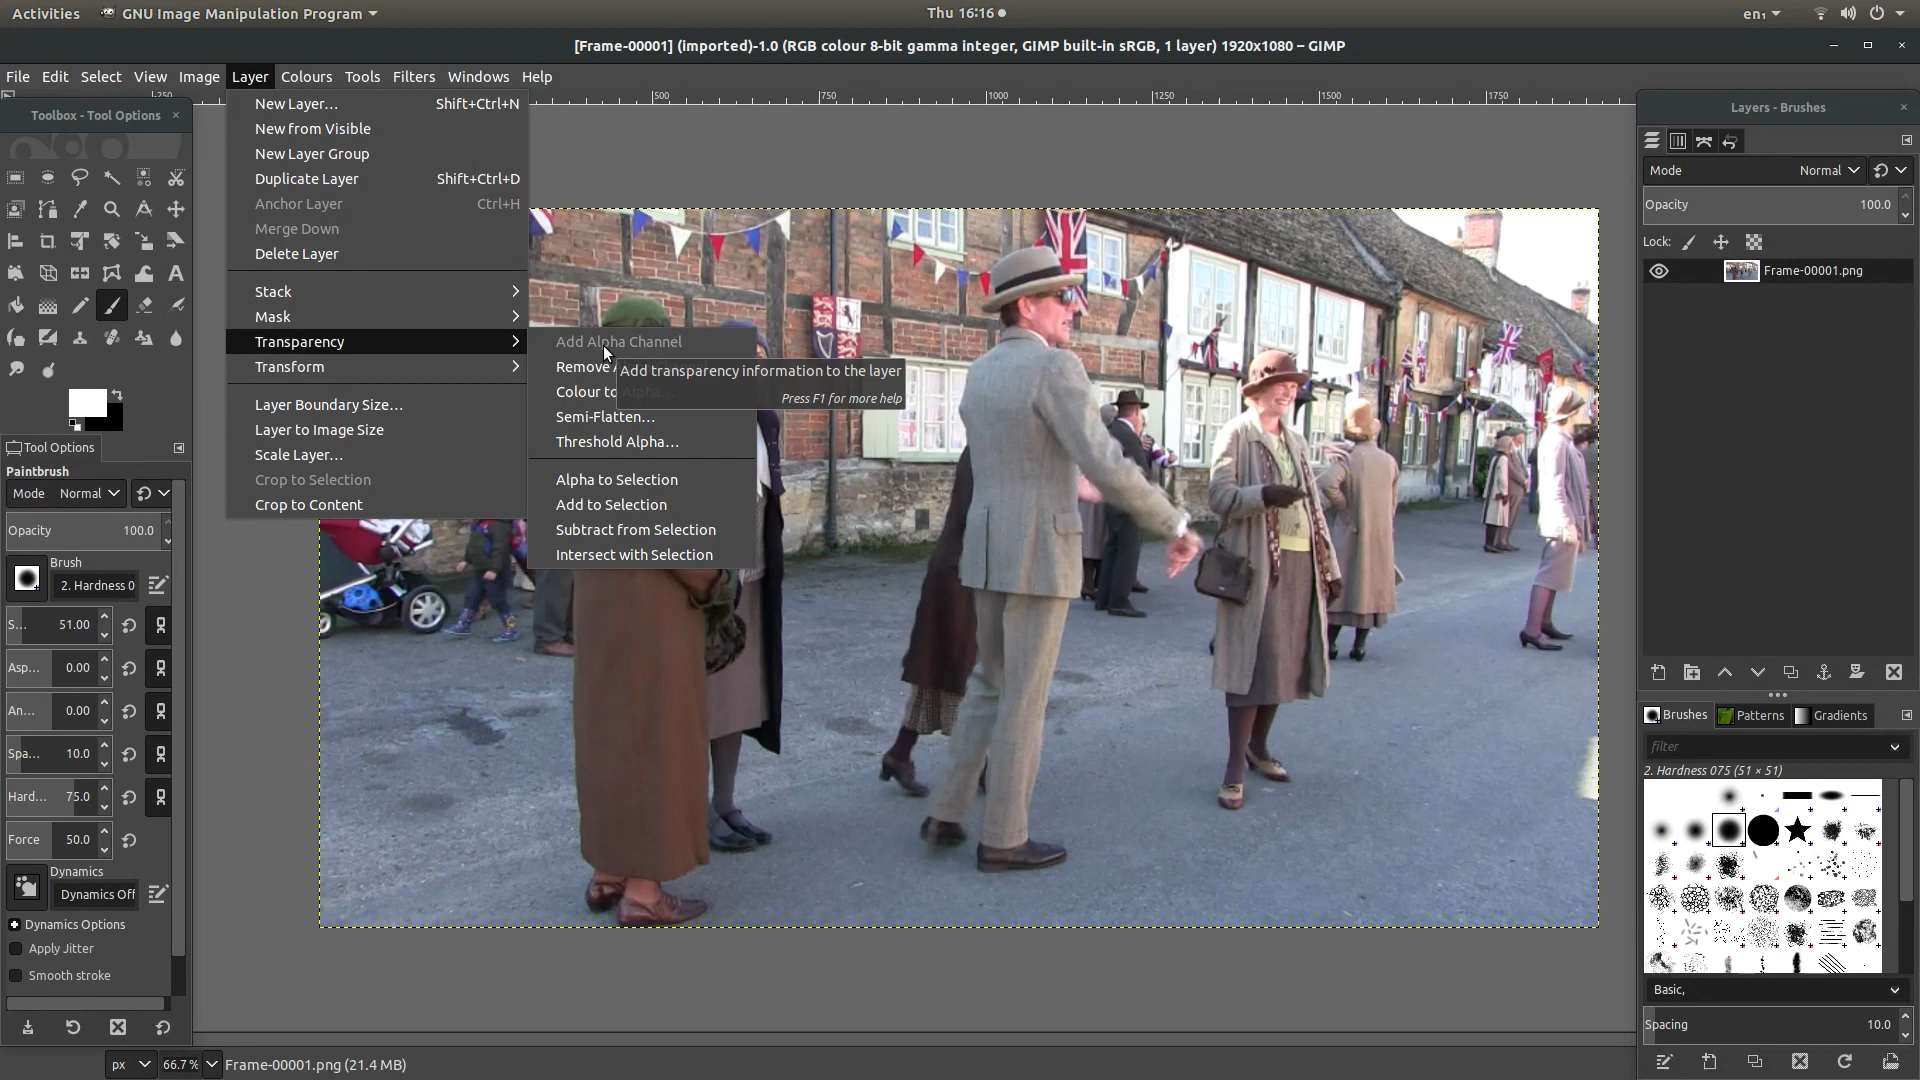 Activities
GNU Image Manipulation Program
Thu 16:16
en₁
[Frame-00001] (imported)-1.0 (RGB colour 8-bit gamma integer, GIMP built-in sRGB, 1 layer) 1920x1080 – GIMP
File Edit Select View Image Layer Colours Tools Filters Windows Help
500 750 1000 1250 1500 1750
Toolbox - Tool Options
Tool Options
Paintbrush
Mode Normal
Opacity 100.0
Brush
2. Hardness 0
S... 51.00
Asp... 0.00
An... 0.00
Spa... 10.0
Hard... 75.0
Force 50.0
Dynamics
Dynamics Off
Dynamics Options
Apply Jitter
Smooth stroke
New Layer... Shift+Ctrl+N
New from Visible
New Layer Group
Duplicate Layer Shift+Ctrl+D
Anchor Layer Ctrl+H
Merge Down
Delete Layer
Stack
Mask
Transparency
Transform
Layer Boundary Size...
Layer to Image Size
Scale Layer...
Crop to Selection
Crop to Content
Add Alpha Channel
Remove
Colour to Alpha...
Semi-Flatten...
Threshold Alpha...
Alpha to Selection
Add to Selection
Subtract from Selection
Intersect with Selection
Add transparency information to the layer
Press F1 for more help
Layers - Brushes
Mode Normal
Opacity 100.0
Lock:
Frame-00001.png
Brushes Patterns Gradients
filter
2. Hardness 075 (51 × 51)
Basic,
Spacing 10.0
px 66.7 % Frame-00001.png (21.4 MB)